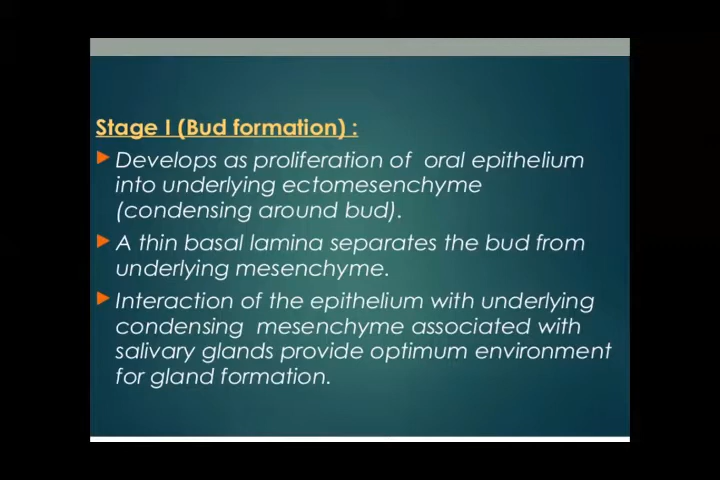 Stage I (Bud formation) :
Develops as proliferation of oral epithelium
into underlying ectomesenchyme
(condensing around bud).
A thin basal lamina separates the bud from
underlying mesenchyme.
Interaction of the epithelium with underlying
condensing mesenchyme associated with
salivary glands provide optimum environment
for gland formation.